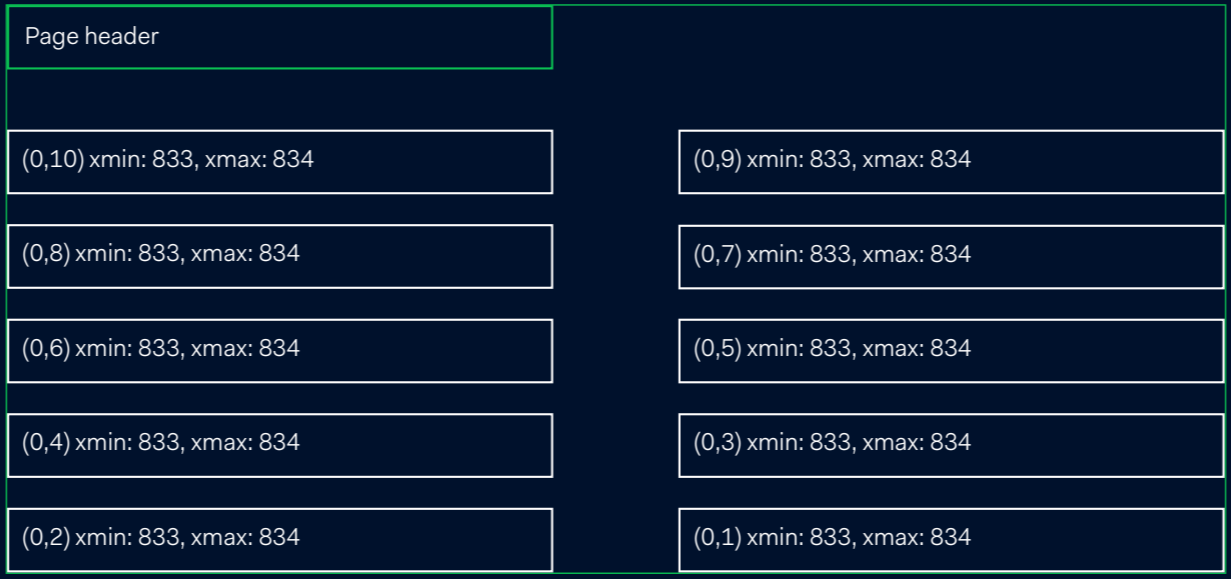 Page header
(0,10) xmin: 833, xmax: 834
(0,9) xmin: 833, xmax: 834
(0,8) xmin: 833, xmax: 834
(0,7) xmin: 833, xmax: 834
(0,6) xmin: 833, xmax: 834
(0,5) xmin: 833, xmax: 834
(0,4) xmin: 833, xmax: 834
(0,3) xmin: 833, xmax: 834
(0,2) xmin: 833, xmax: 834
(0,1) xmin: 833, xmax: 834